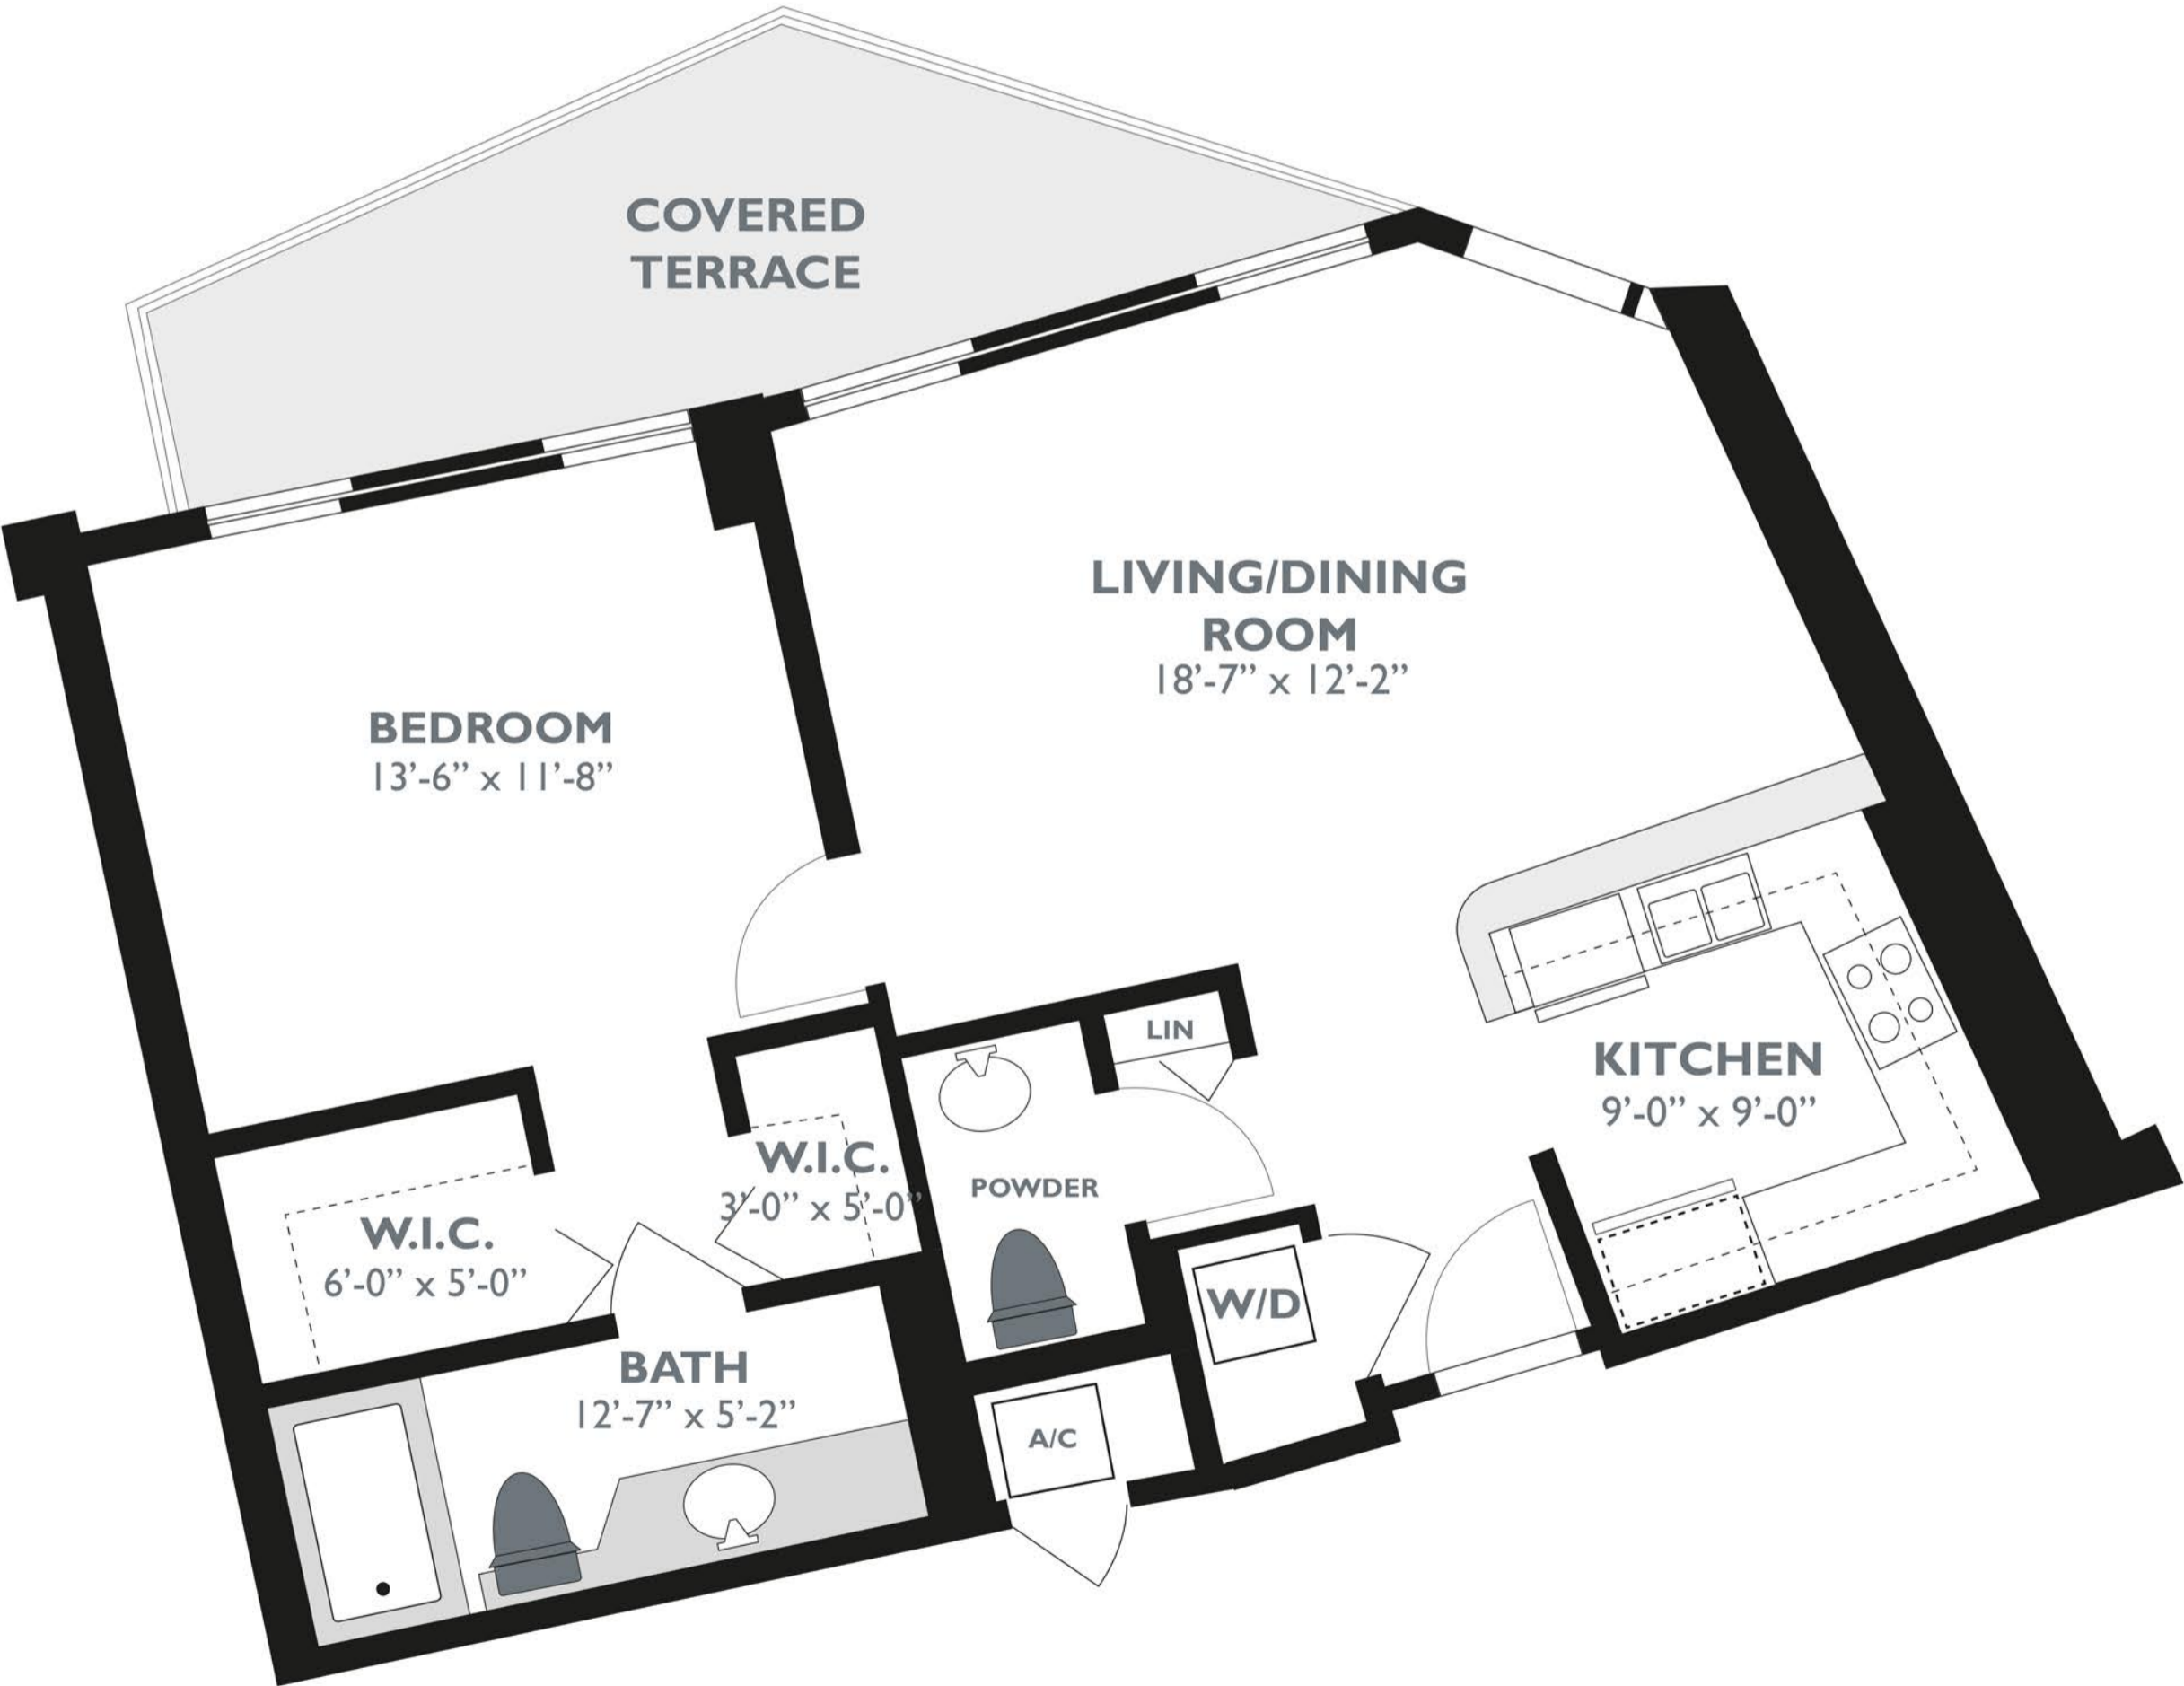 COVERED
TERRACE
LIVING/DINING
ROOM
18’-7” x 12’-2”
BEDROOM
13’-6” x 11’-8”
LIN
KITCHEN
9’-0” x 9’-0”
W.I.C.
3’-0” x 5’-0”
POWDER
W.I.C.
6’-0” x 5’-0”
W/D
BATH
12’-7” x 5’-2”
A/C